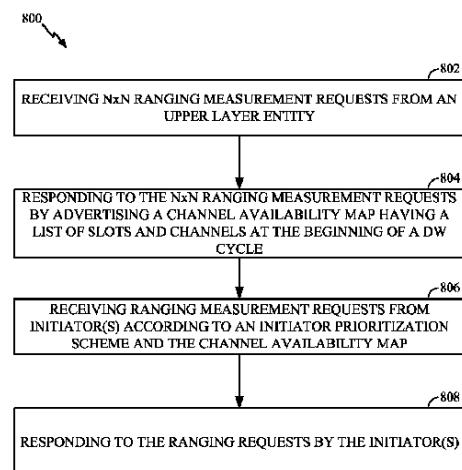 800
802
RECEIVING NxN RANGING MEASUREMENT REQUESTS FROM AN
UPPER LAYER ENTITY
804
RESPONDING TO THE NxN RANGING MEASUREMENT REQUESTS
BY ADVERTISING A CHANNEL AVAILABILITY MAP HAVING A
LIST OF SLOTS AND CHANNELS AT THE BEGINNING OF A DW
CYCLE
806
RECEIVING RANGING MEASUREMENT REQUESTS FROM
INITIATOR(S) ACCORDING TO AN INITIATOR PRIORITIZATION
SCHEME AND THE CHANNEL AVAILABILITY MAP
808
RESPONDING TO THE RANGING REQUESTS BY THE INITIATOR(S)